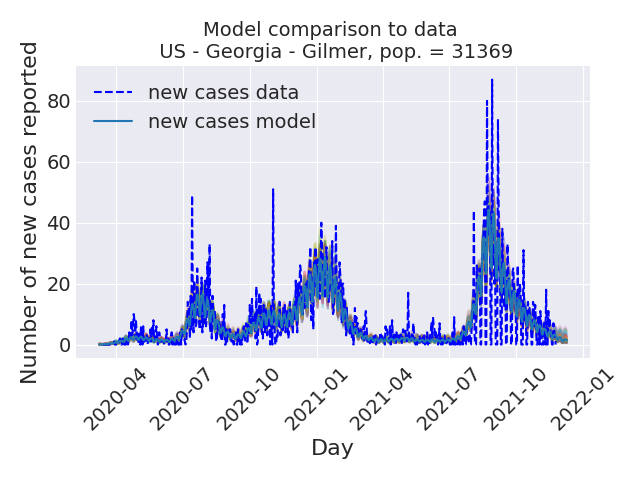 Model comparison to data
US - Georgia - Gilmer, pop. = 31369
Number of new cases reported
new cases data
new cases model
80
60
40
20
0
2020-04
2020-07
2020-10
2021-01
2021-04
2021-07
2021-10
2022-01
Day